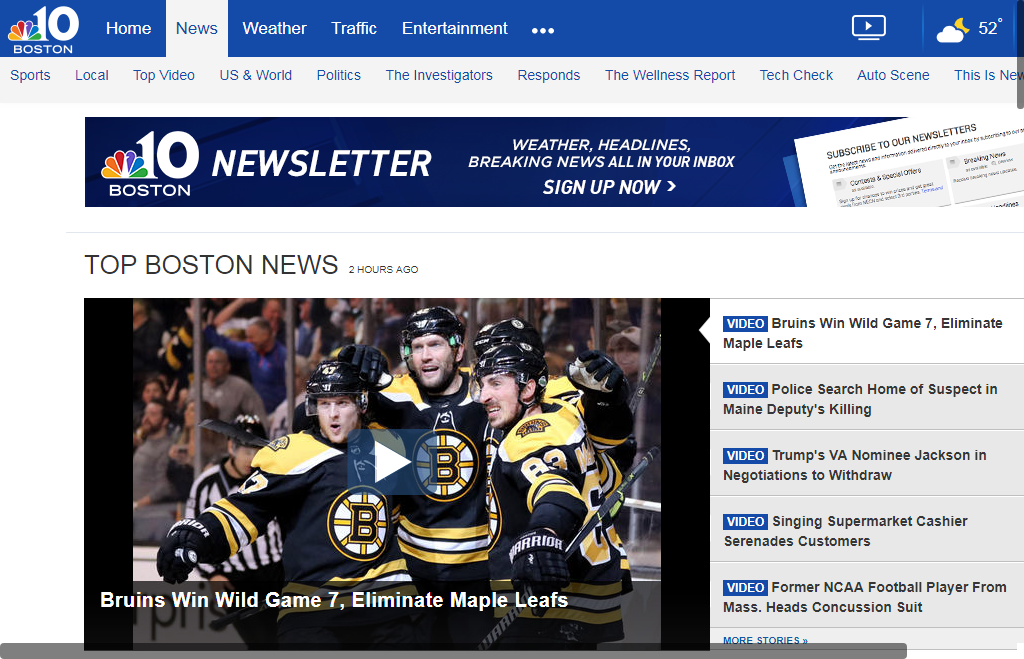 10
BOSTON
Home
News
Weather
Traffic
Entertainment
52°
Sports
Local
Top Video
US & World
Politics
The Investigators
Responds
The Wellness Report
Tech Check
Auto Scene
This Is New
10
BOSTON
NEWSLETTER
WEATHER, HEADLINES,
BREAKING NEWS ALL IN YOUR INBOX
SIGN UP NOW >
SUBSCRIBE TO OUR NEWSLETTERS
Contests & Special Offers
Breaking News
TOP BOSTON NEWS 2 HOURS AGO
47
B
B
63
WARRIOR
WARRIOR
Bruins Win Wild Game 7, Eliminate Maple Leafs
VIDEO Bruins Win Wild Game 7, Eliminate
Maple Leafs
VIDEO Police Search Home of Suspect in
Maine Deputy's Killing
VIDEO Trump's VA Nominee Jackson in
Negotiations to Withdraw
VIDEO Singing Supermarket Cashier
Serenades Customers
VIDEO Former NCAA Football Player From
Mass. Heads Concussion Suit
MORE STORIES »